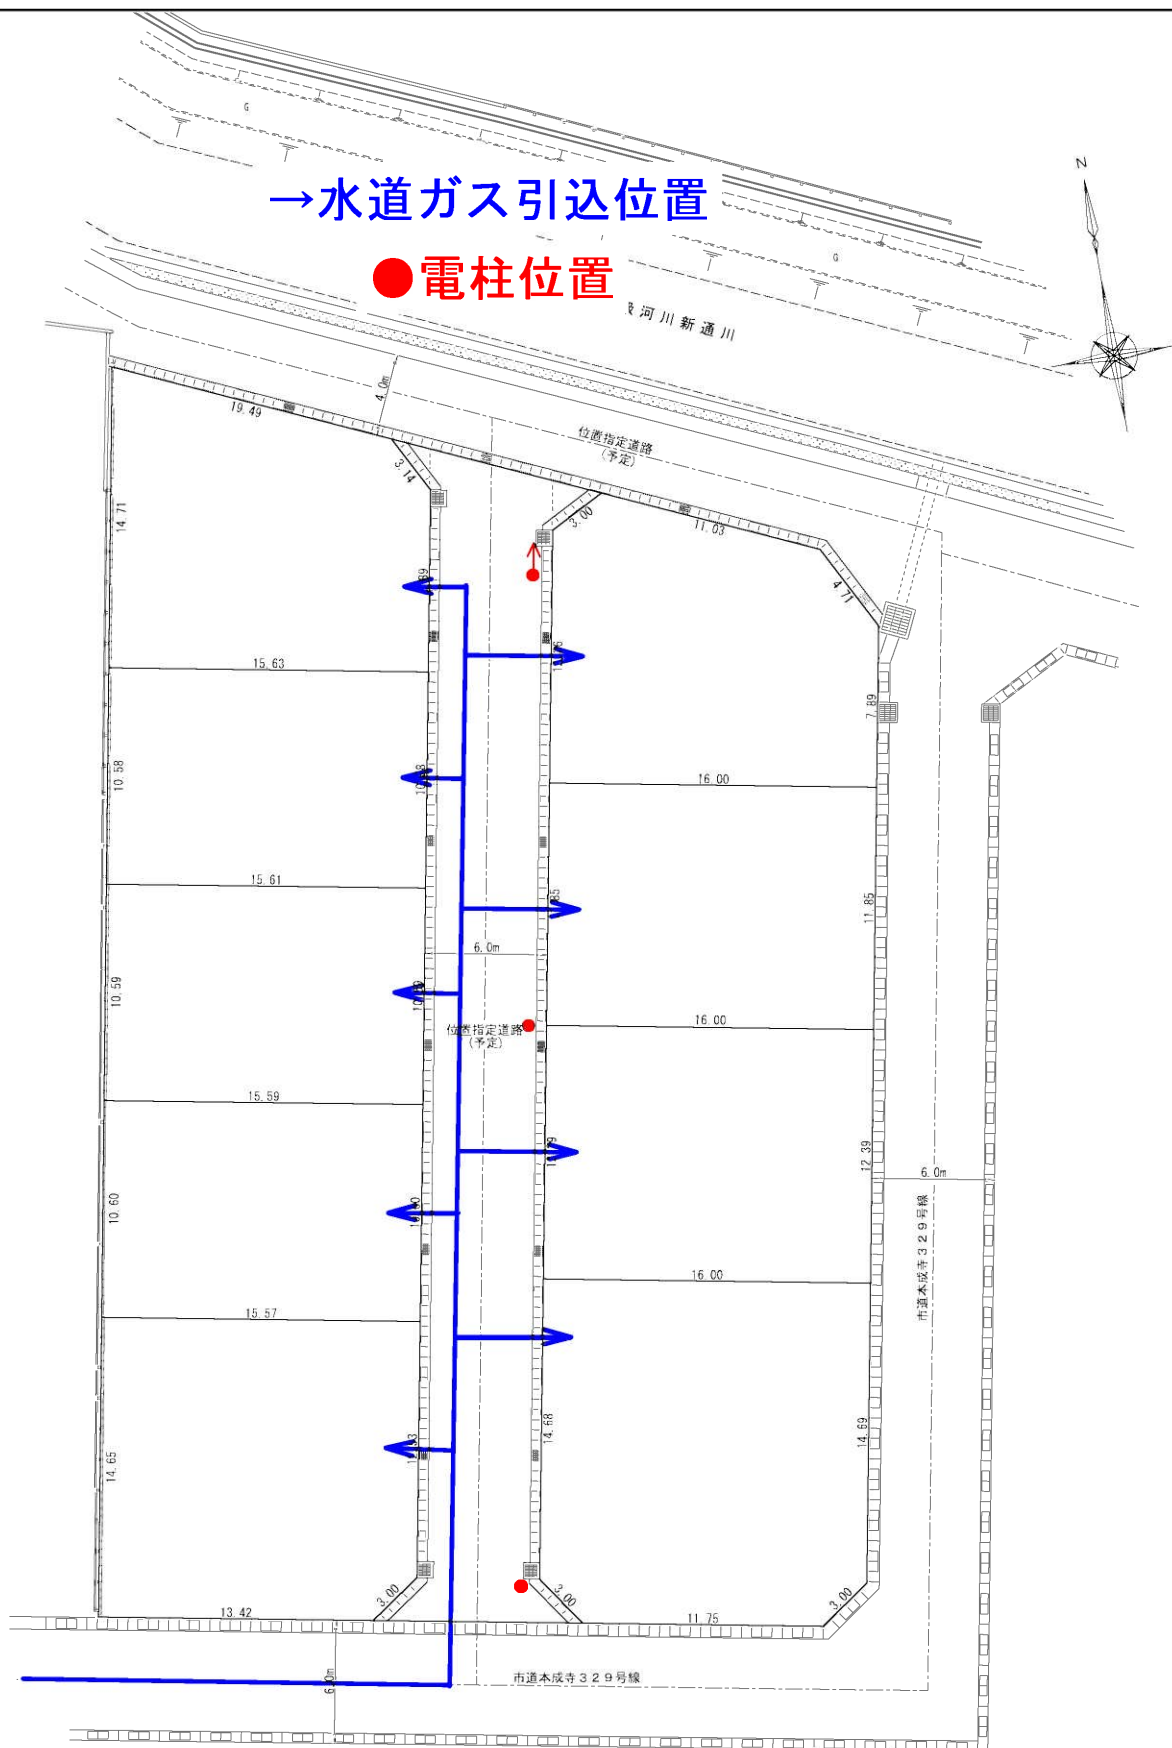 N
G
→水道ガス引込位置
G
●電柱位置
河川新通川
4.0m
19.49
位置指定道路
(予定)
3.14
3.00
11.03
14.71
4.71
15.63
7.89
10.58
16.00
15.61
11.85
6.0m
10.59
位置指定道路
(予定)
16.00
15.59
12.39
6.0m
10.60
市道本成寺329号線
16.00
15.57
14.68
14.69
14.65
3.00
3.00
3.00
13.42
11.75
6.0m
市道本成寺329号線